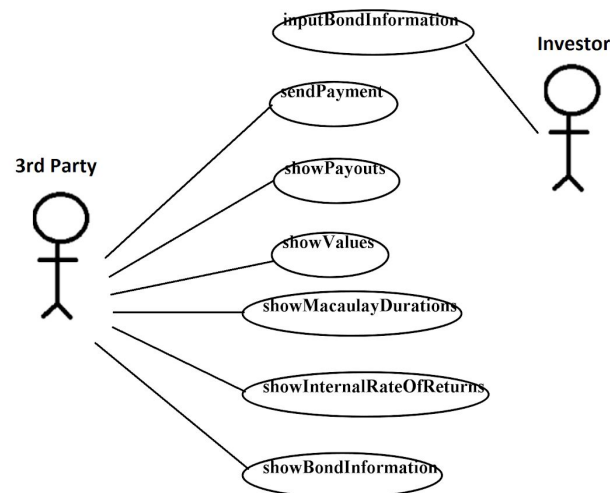 inputBondInformation
Investor
sendPayment
3rd Party
showPayouts
showValues
showMacaulayDurations
showInternalRateOfReturns
showBondInformation